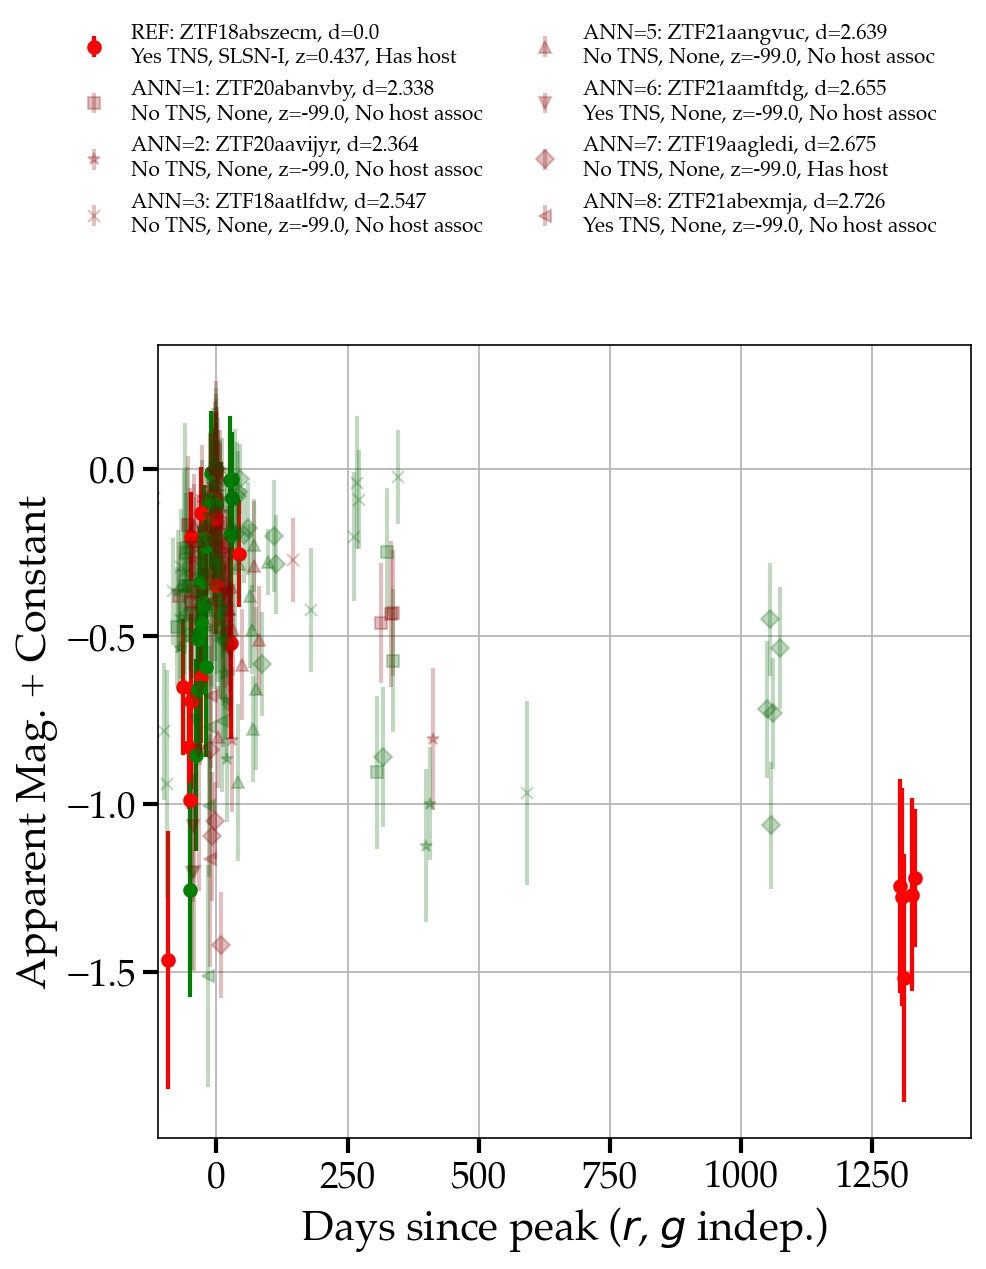 REF: ZTF18abszecm, d=0.0
Yes TNS, SLSN-I, z=0.437, Has host
ANN=1: ZTF20abanvby, d=2.338
No TNS, None, z=-99.0, No host assoc
ANN=2: ZTF20aavijyr, d=2.364
No TNS, None, z=-99.0, No host assoc
ANN=3: ZTF18aatlfdw, d=2.547
No TNS, None, z=-99.0, No host assoc
ANN=5: ZTF21aangvuc, d=2.639
No TNS, None, z=-99.0, No host assoc
ANN=6: ZTF21aamftdg, d=2.655
Yes TNS, None, z=-99.0, No host assoc
ANN=7: ZTF19aagledi, d=2.675
No TNS, None, z=-99.0, Has host
ANN=8: ZTF21abexmja, d=2.726
Yes TNS, None, z=-99.0, No host assoc
Apparent Mag. + Constant
0.0
−0.5
−1.0
−1.5
0 250 500 750 1000 1250
Days since peak (r, g indep.)